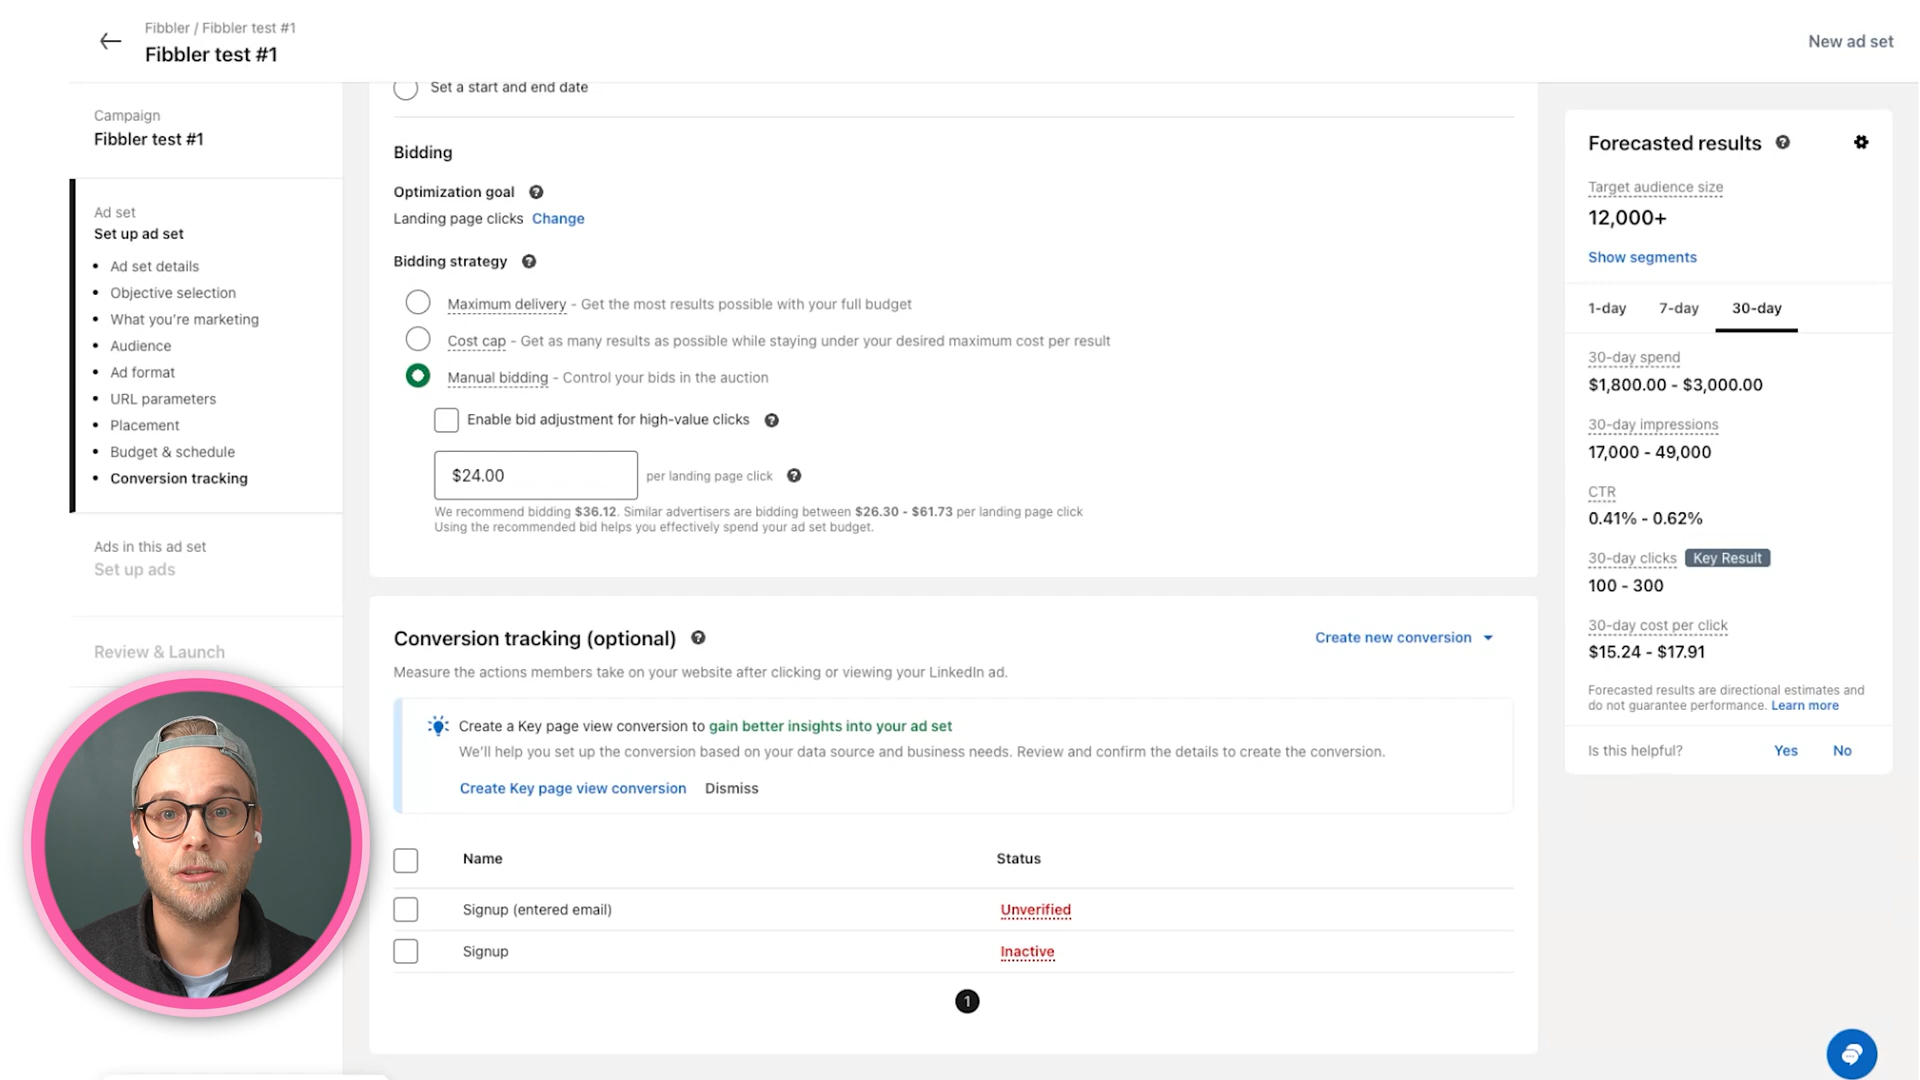 Fibbler / Fibbler test #1
Fibbler test #1
New ad set
Campaign
Fibbler test #1
Ad set
Set up ad set
Ad set details
Objective selection
What you're marketing
Audience
Ad format
URL parameters
Placement
Budget & schedule
Conversion tracking
Ads in this ad set
Set up ads
Review & Launch
Set a start and end date
Bidding
Optimization goal
Landing page clicks Change
Bidding strategy
Maximum delivery - Get the most results possible with your full budget
Cost cap - Get as many results as possible while staying under your desired maximum cost per result
Manual bidding - Control your bids in the auction
Enable bid adjustment for high-value clicks
$24.00 per landing page click
We recommend bidding $36.12. Similar advertisers are bidding between $26.30 - $61.73 per landing page click
Using the recommended bid helps you effectively spend your ad set budget.
Conversion tracking (optional)
Create new conversion
Measure the actions members take on your website after clicking or viewing your LinkedIn ad.
Create a Key page view conversion to gain better insights into your ad set
We'll help you set up the conversion based on your data source and business needs. Review and confirm the details to create the conversion.
Create Key page view conversion Dismiss
Name Status
Signup (entered email) Unverified
Signup Inactive
1
Forecasted results
Target audience size
12,000+
Show segments
1-day 7-day 30-day
30-day spend
$1,800.00 - $3,000.00
30-day impressions
17,000 - 49,000
CTR
0.41% - 0.62%
30-day clicks Key Result
100 - 300
30-day cost per click
$15.24 - $17.91
Forecasted results are directional estimates and
do not guarantee performance. Learn more
Is this helpful? Yes No